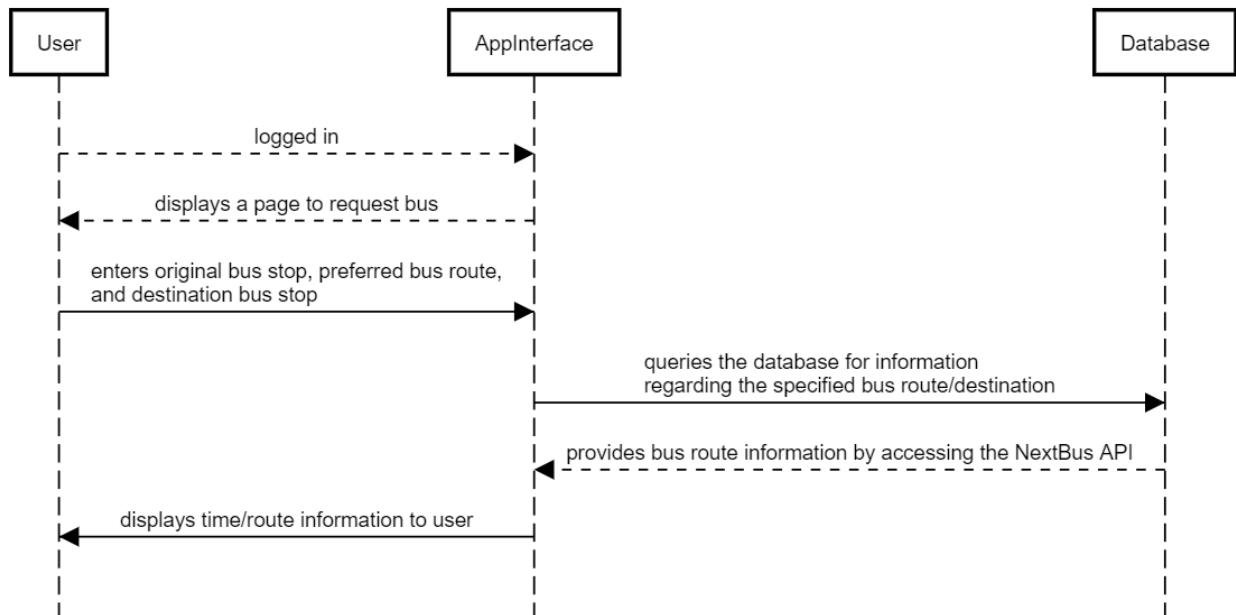 User
AppInterface
Database
logged in
displays a page to request bus
enters original bus stop, preferred bus route,
and destination bus stop
queries the database for information
regarding the specified bus route/destination
provides bus route information by accessing the NextBus API
displays time/route information to user